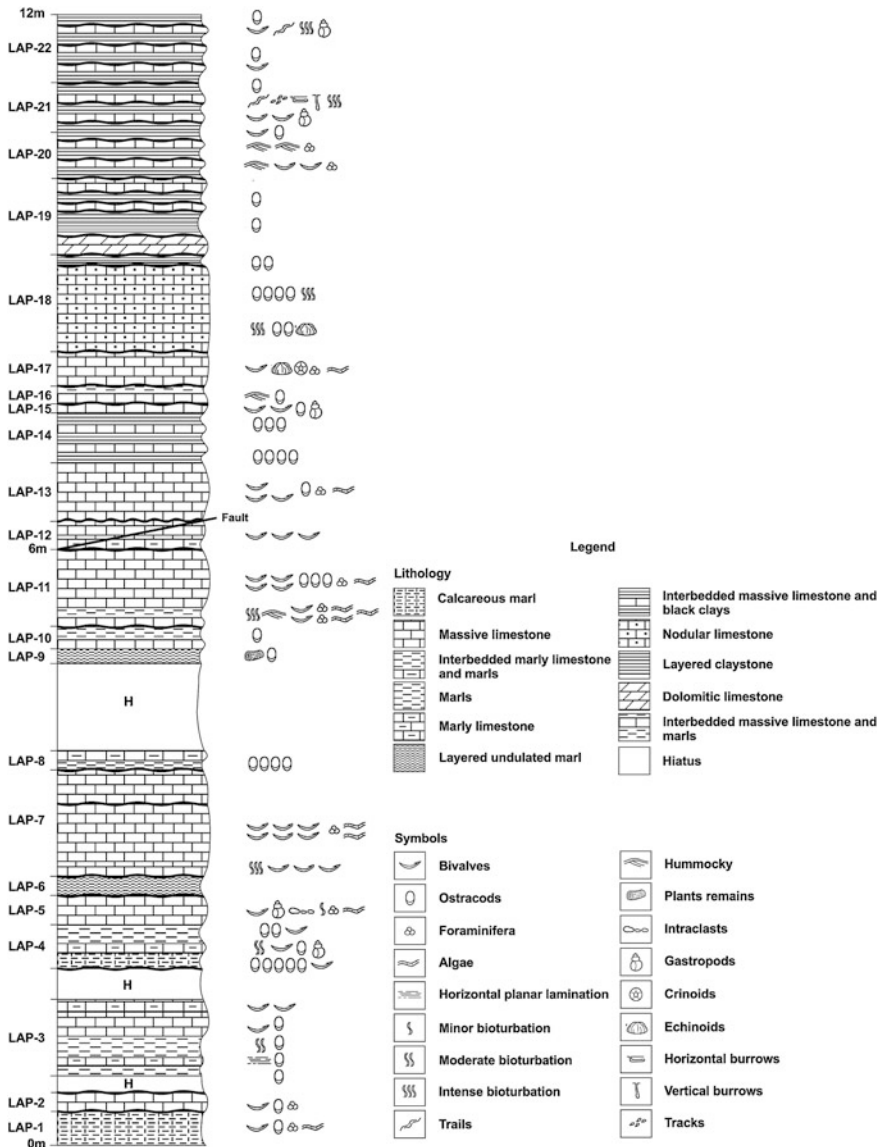 12m
LAP-22
LAP-21
LAP-20
LAP-19
LAP-18
LAP-17
LAP-16
LAP-15
LAP-14
LAP-13
Fault
LAP-12
6m
LAP-11
LAP-10
LAP-9
H
LAP-8
LAP-7
LAP-6
LAP-5
LAP-4
H
LAP-3
H
LAP-2
LAP-1
0m
Legend
Lithology
Calcareous marl
Massive limestone
Interbedded marly limestone
and marls
Marls
Marly limestone
Layered undulated marl
Interbedded massive limestone and
black clays
Nodular limestone
Layered claystone
Dolomitic limestone
Interbedded massive limestone and
marls
Hiatus
Symbols
Bivalves
Ostracods
Foraminifera
Algae
Horizontal planar lamination
Minor bioturbation
Moderate bioturbation
Intense bioturbation
Trails
Hummocky
Plants remains
Intraclasts
Gastropods
Crinoids
Echinoids
Horizontal burrows
Vertical burrows
Tracks